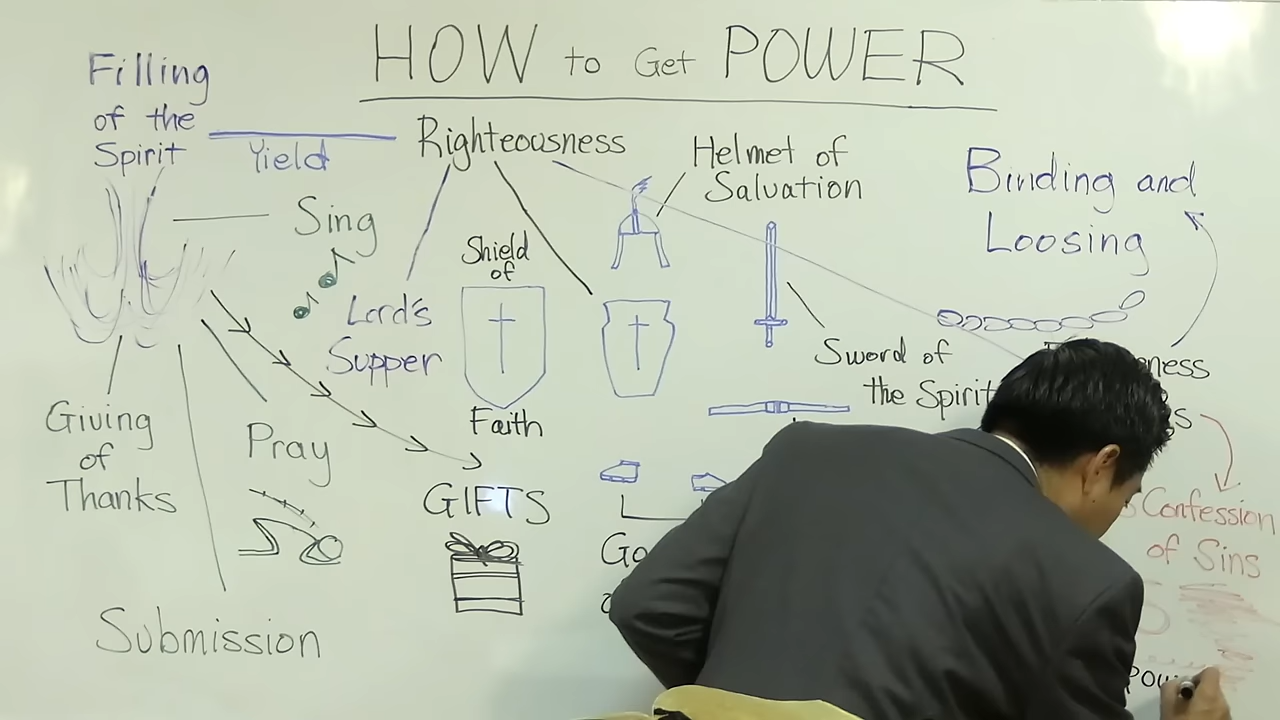 HOW to Get POWER
Filling
of the
Spirit
Yield
Righteousness
Helmet of
Salvation
Binding and
Loosing
Sing
Shield
of
Faith
Lord's
Supper
Sword of
the Spirit
Confession
of Sins
Giving
of
Thanks
Pray
GIFTS
Submission